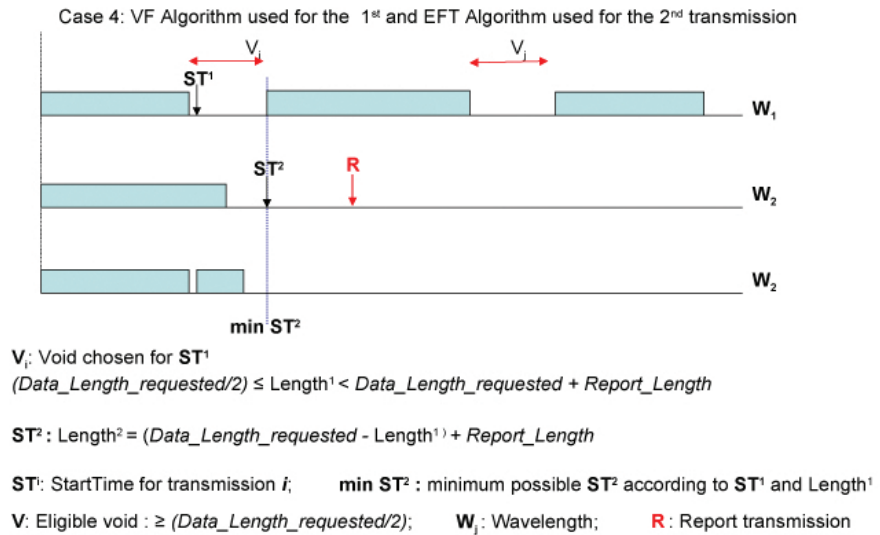 Case 4: VF Algorithm used for the 1st and EFT Algorithm used for the 2nd transmission
Vi Vj
ST¹
W1
ST² R
W2
W2
min ST²
Vi: Void chosen for ST¹
(Data_Length_requested/2) ≤ Length¹ < Data_Length_requested + Report_Length
ST² : Length² = (Data_Length_requested - Length¹ ) + Report_Length
STⁱ: StartTime for transmission i; min ST² : minimum possible ST² according to ST¹ and Length¹
V: Eligible void : ≥ (Data_Length_requested/2); Wj : Wavelength; R : Report transmission